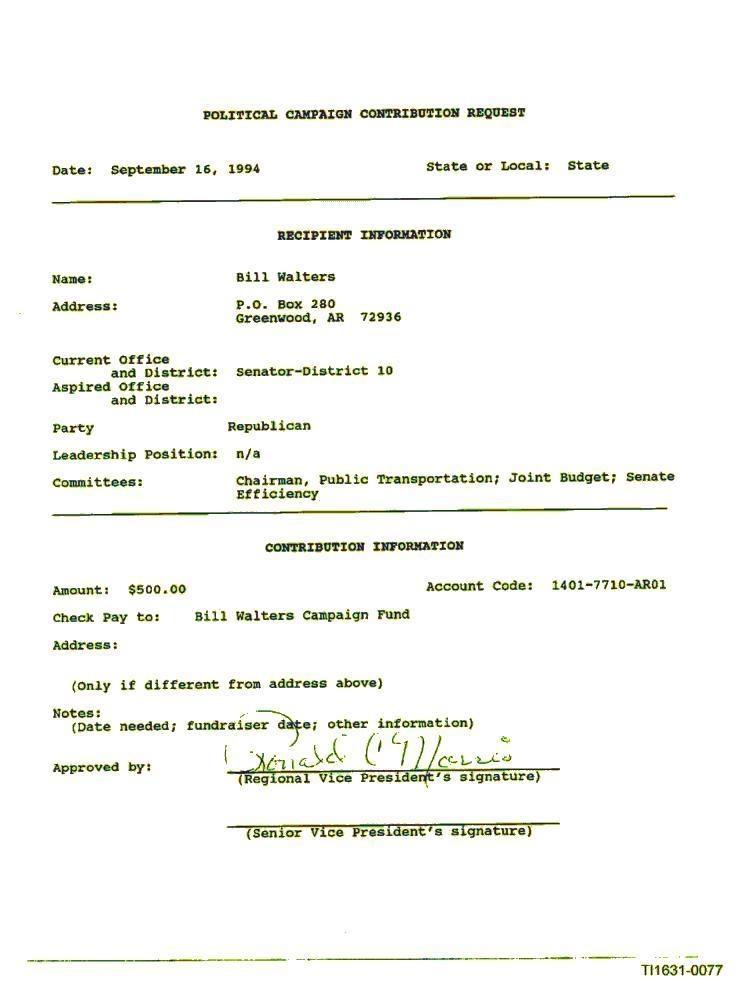 POLITICAL CAMPAIGN CONTRIBUTION REQUEST
Date: September 16, 1994 State or Local: State
RECIPIENT INFORMATION
Name: Bill Walters
Address: P.O. Box 280
Greenwood, AR 72936
Current Office
and District: Senator-District 10
Aspired Office
and District:
Party Republican
Leadership Position: n/a
Committees: Chairman, Public Transportation; Joint Budget; Senate
Efficiency
CONTRIBUTION INFORMATION
Amount: $500.00 Account Code: 1401-7710-AR01
Check Pay to: Bill Walters Campaign Fund
Address:
(Only if different from address above)
Notes:
(Date needed; fundraiser date; other information)
Approved by: Donald
(Regional Vice President's signature)
(Senior Vice President's signature)
TI1631-0077